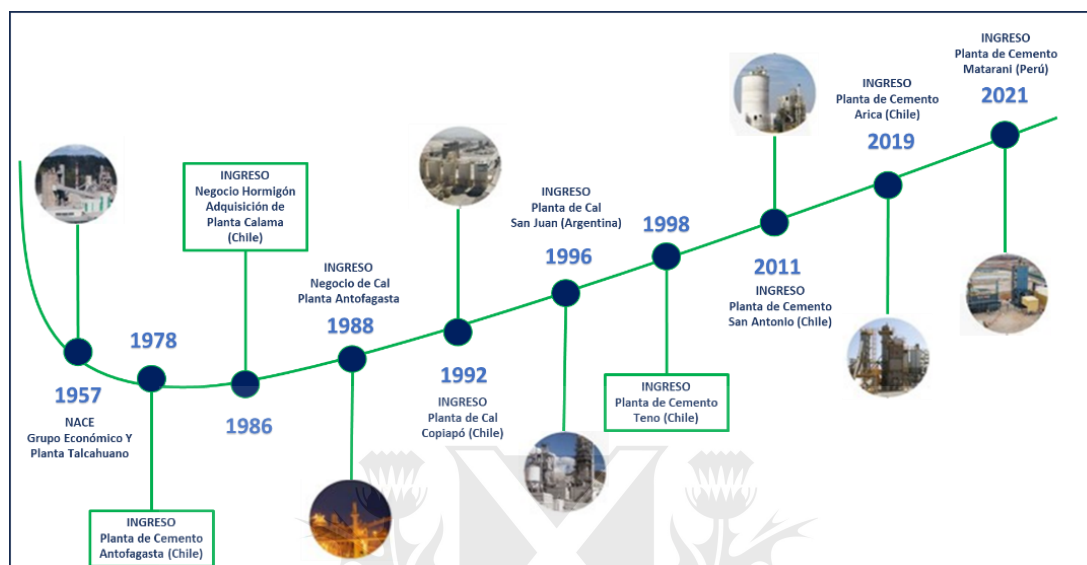 1957
NACE
Grupo Económico Y
Planta Talcahuano
1978
INGRESO
Planta de Cemento
Antofagasta (Chile)
INGRESO
Negocio Hormigón
Adquisición de
Planta Calama
(Chile)
1986
INGRESO
Negocio de Cal
Planta Antofagasta
1988
1992
INGRESO
Planta de Cal
Copiapó (Chile)
INGRESO
Planta de Cal
San Juan (Argentina)
1996
1998
INGRESO
Planta de Cemento
Teno (Chile)
2011
INGRESO
Planta de Cemento
San Antonio (Chile)
INGRESO
Planta de Cemento
Arica (Chile)
2019
INGRESO
Planta de Cemento
Matarani (Perú)
2021